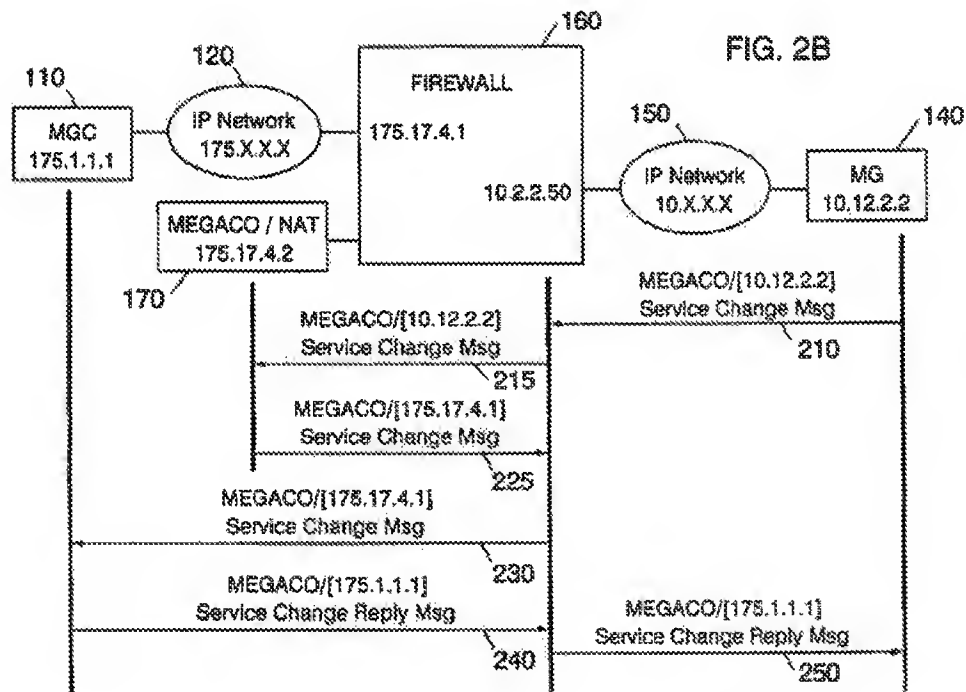 FIG. 2B
160
120
110
FIREWALL
150
140
MGC
175.1.1.1
IP Network
175.X.X.X
175.17.4.1
IP Network
10.X.X.X
MG
10.12.2.2
10.2.2.50
MEGACO / NAT
175.17.4.2
170
MEGACO/[10.12.2.2]
Service Change Msg
210
MEGACO/[10.12.2.2]
Service Change Msg
215
MEGACO/[175.17.4.1]
Service Change Msg
225
MEGACO/[175.17.4.1]
Service Change Msg
230
MEGACO/[175.1.1.1]
Service Change Reply Msg
240
MEGACO/[175.1.1.1]
Service Change Reply Msg
250